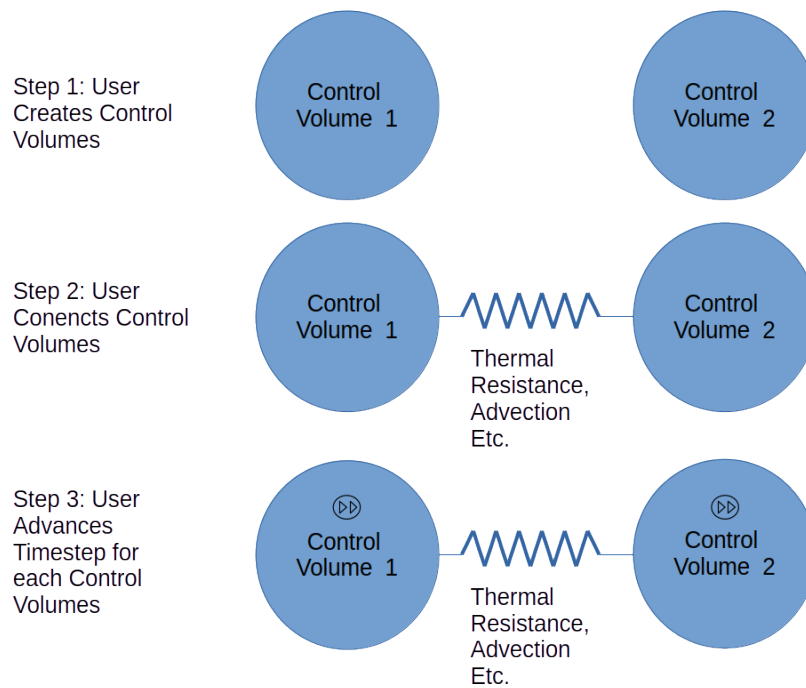 Step 1: User
Creates Control
Volumes
Control
Volume 1
Control
Volume 2
Step 2: User
Conencts Control
Volumes
Control
Volume 1
Thermal
Resistance,
Advection
Etc.
Control
Volume 2
Step 3: User
Advances
Timestep for
each Control
Volumes
Control
Volume 1
Thermal
Resistance,
Advection
Etc.
Control
Volume 2